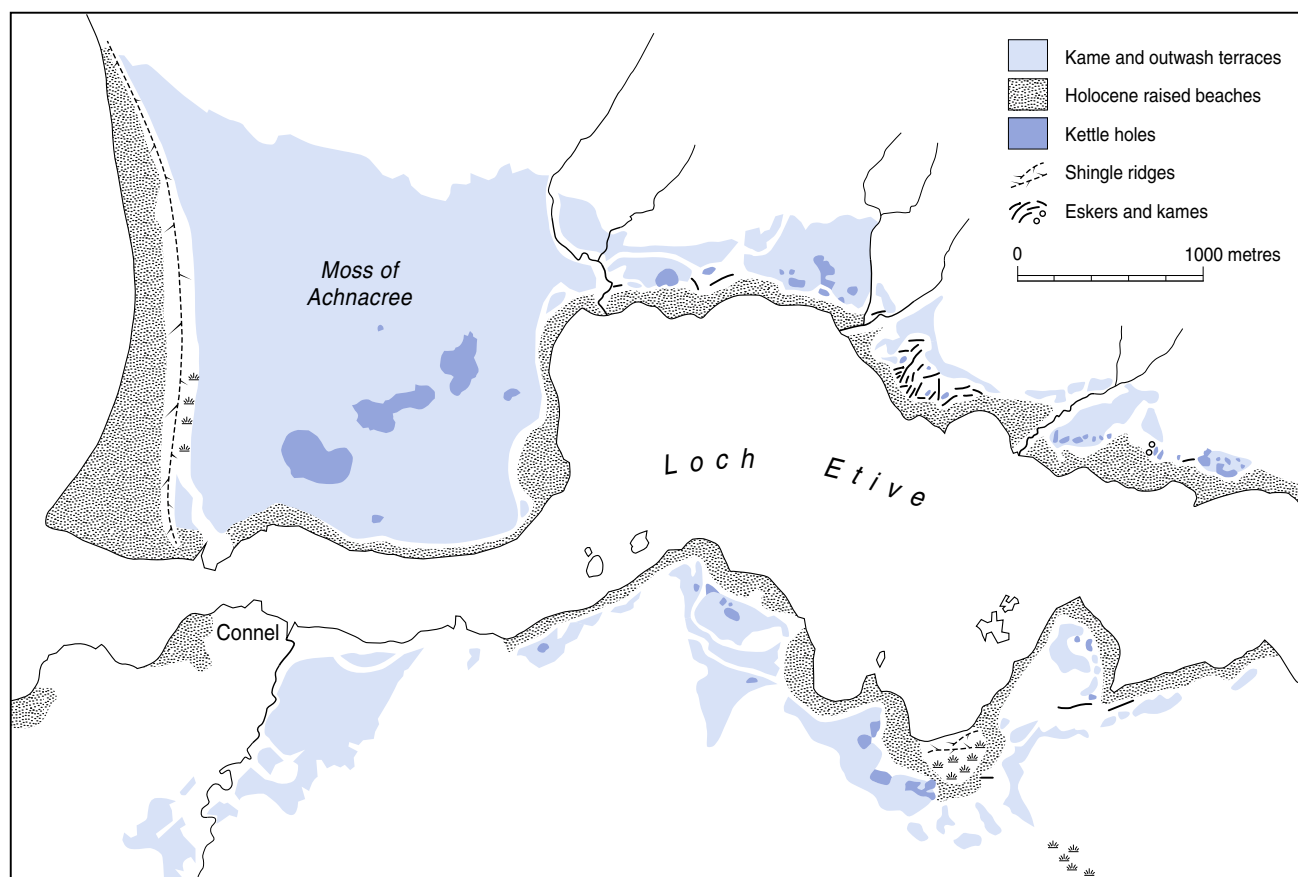 Kame and outwash terraces
Holocene raised beaches
Kettle holes
Shingle ridges
Eskers and kames
0 1000 metres
Moss of
Achnacree
Loch Etive
Connel